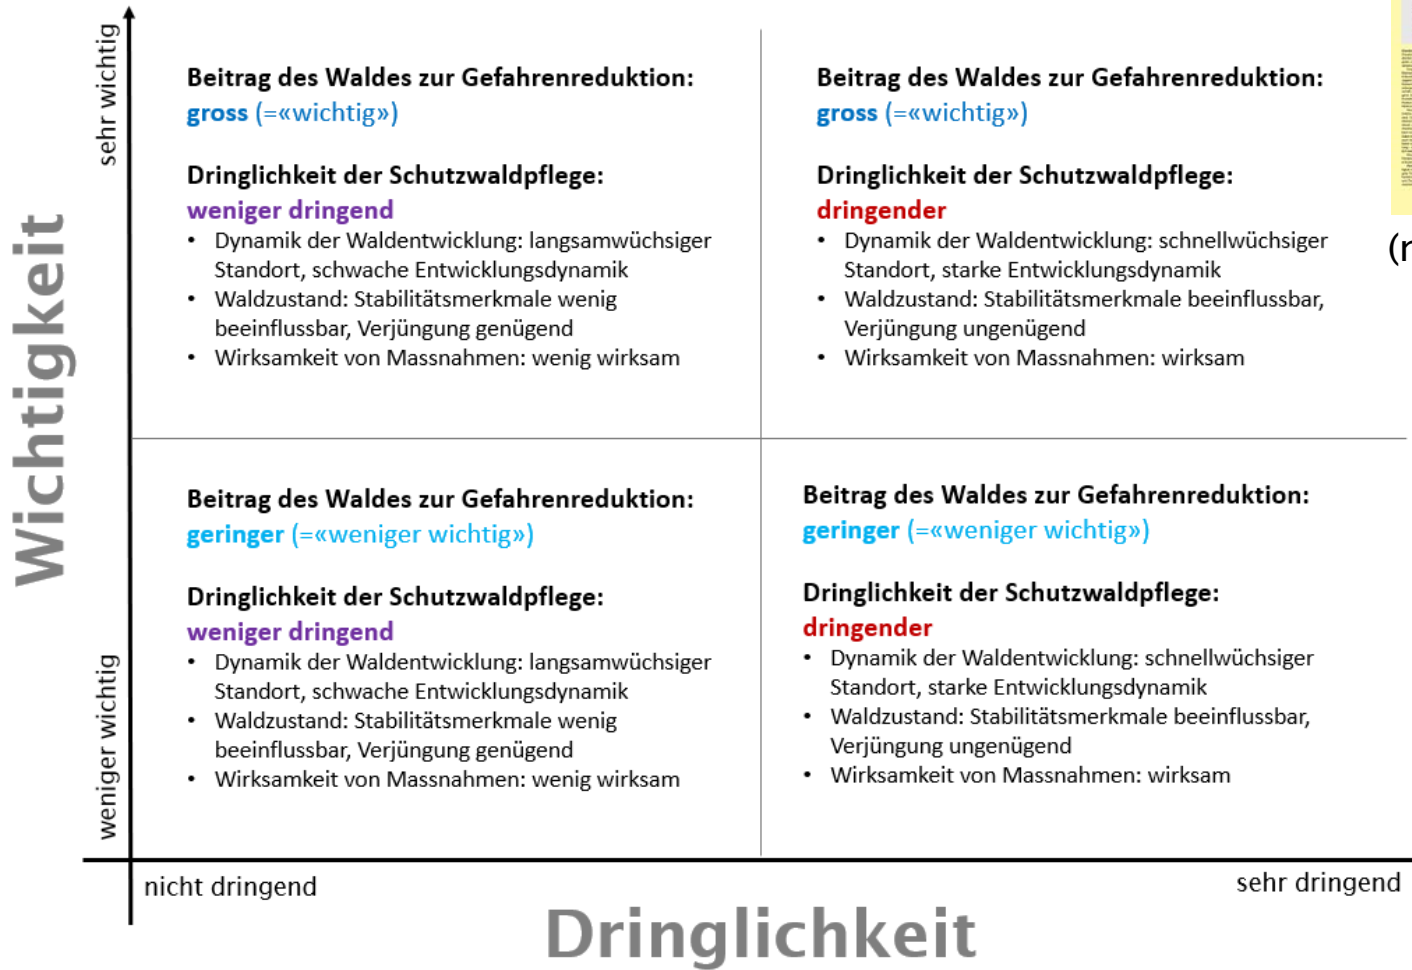 sehr wichtig
Wichtigkeit
weniger wichtig
Beitrag des Waldes zur Gefahrenreduktion:
gross (=«wichtig»)
Dringlichkeit der Schutzwaldpflege:
weniger dringend
• Dynamik der Waldentwicklung: langsamwüchsiger
Standort, schwache Entwicklungsdynamik
• Waldzustand: Stabilitätsmerkmale wenig
beeinflussbar, Verjüngung genügend
• Wirksamkeit von Massnahmen: wenig wirksam
Beitrag des Waldes zur Gefahrenreduktion:
gross (=«wichtig»)
Dringlichkeit der Schutzwaldpflege:
dringender
• Dynamik der Waldentwicklung: schnellwüchsiger
Standort, starke Entwicklungsdynamik
• Waldzustand: Stabilitätsmerkmale beeinflussbar,
Verjüngung ungenügend
• Wirksamkeit von Massnahmen: wirksam
Beitrag des Waldes zur Gefahrenreduktion:
geringer (=«weniger wichtig»)
Dringlichkeit der Schutzwaldpflege:
weniger dringend
• Dynamik der Waldentwicklung: langsamwüchsiger
Standort, schwache Entwicklungsdynamik
• Waldzustand: Stabilitätsmerkmale wenig
beeinflussbar, Verjüngung genügend
• Wirksamkeit von Massnahmen: wenig wirksam
Beitrag des Waldes zur Gefahrenreduktion:
geringer (=«weniger wichtig»)
Dringlichkeit der Schutzwaldpflege:
dringender
• Dynamik der Waldentwicklung: schnellwüchsiger
Standort, starke Entwicklungsdynamik
• Waldzustand: Stabilitätsmerkmale beeinflussbar,
Verjüngung ungenügend
• Wirksamkeit von Massnahmen: wirksam
nicht dringend
sehr dringend
Dringlichkeit